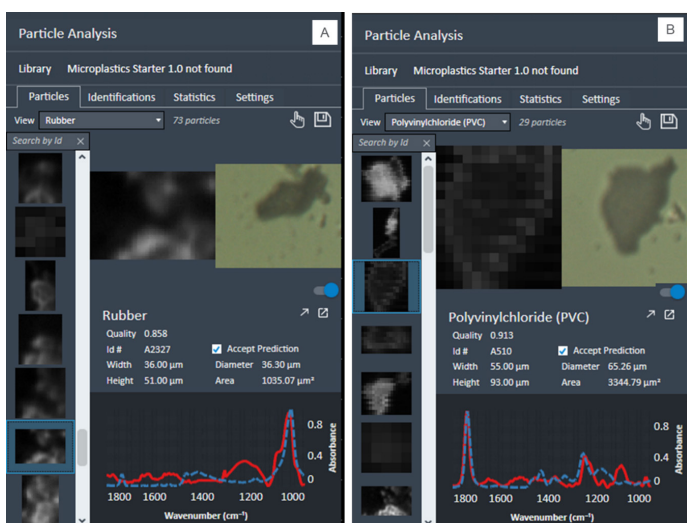 Particle Analysis
A
Library Microplastics Starter 1.0 not found
Particles Identifications Statistics Settings
View Rubber 73 particles
Search by Id ×
Rubber
Quality 0.858
Id # A2327 Accept Prediction
Width 36.00 µm Diameter 36.30 µm
Height 51.00 µm Area 1035.07 µm²
0.8
0.4
0
Absorbance
1800 1600 1400 1200 1000
Wavenumber (cm⁻¹)
Particle Analysis
B
Library Microplastics Starter 1.0 not found
Particles Identifications Statistics Settings
View Polyvinylchloride (PVC) 29 particles
Search by Id ×
Polyvinylchloride (PVC)
Quality 0.913
Id # A510 Accept Prediction
Width 55.00 µm Diameter 65.26 µm
Height 93.00 µm Area 3344.79 µm²
0.8
0.4
0
Absorbance
1800 1600 1400 1200 1000
Wavenumber (cm⁻¹)